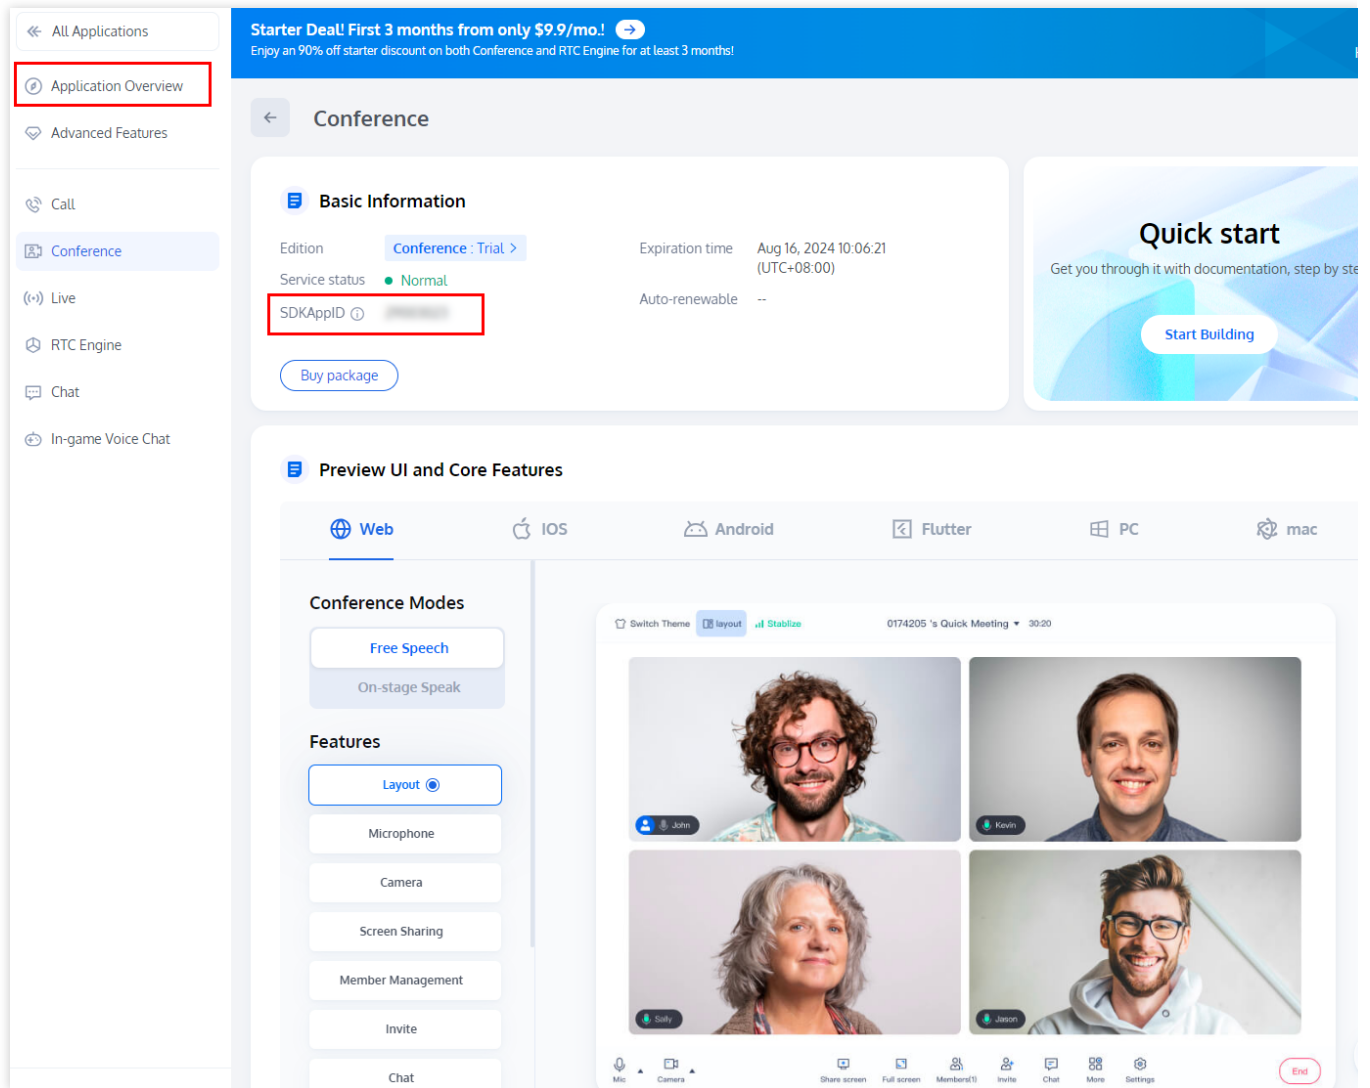 All Applications
Application Overview
Advanced Features
Call
Conference
Live
RTC Engine
Chat
In-game Voice Chat
Starter Deal! First 3 months from only $9.9/mo.!
Enjoy an 90% off starter discount on both Conference and RTC Engine for at least 3 months!
Conference
Basic Information
Edition
Conference : Trial >
Service status
Normal
SDKAppID
Expiration time
Aug 16, 2024 10:06:21
(UTC+08:00)
Auto-renewable
--
Buy package
Quick start
Get you through it with documentation, step by ste
Start Building
Preview UI and Core Features
Web
IOS
Android
Flutter
PC
mac
Conference Modes
Free Speech
On-stage Speak
Features
Layout
Microphone
Camera
Screen Sharing
Member Management
Invite
Chat
Switch Theme
layout
Stablize
0174205 's Quick Meeting
30:20
John
Kevin
Sally
Jason
Mic
Camera
Share screen
Full screen
Members(1)
Invite
Chat
More
Settings
End